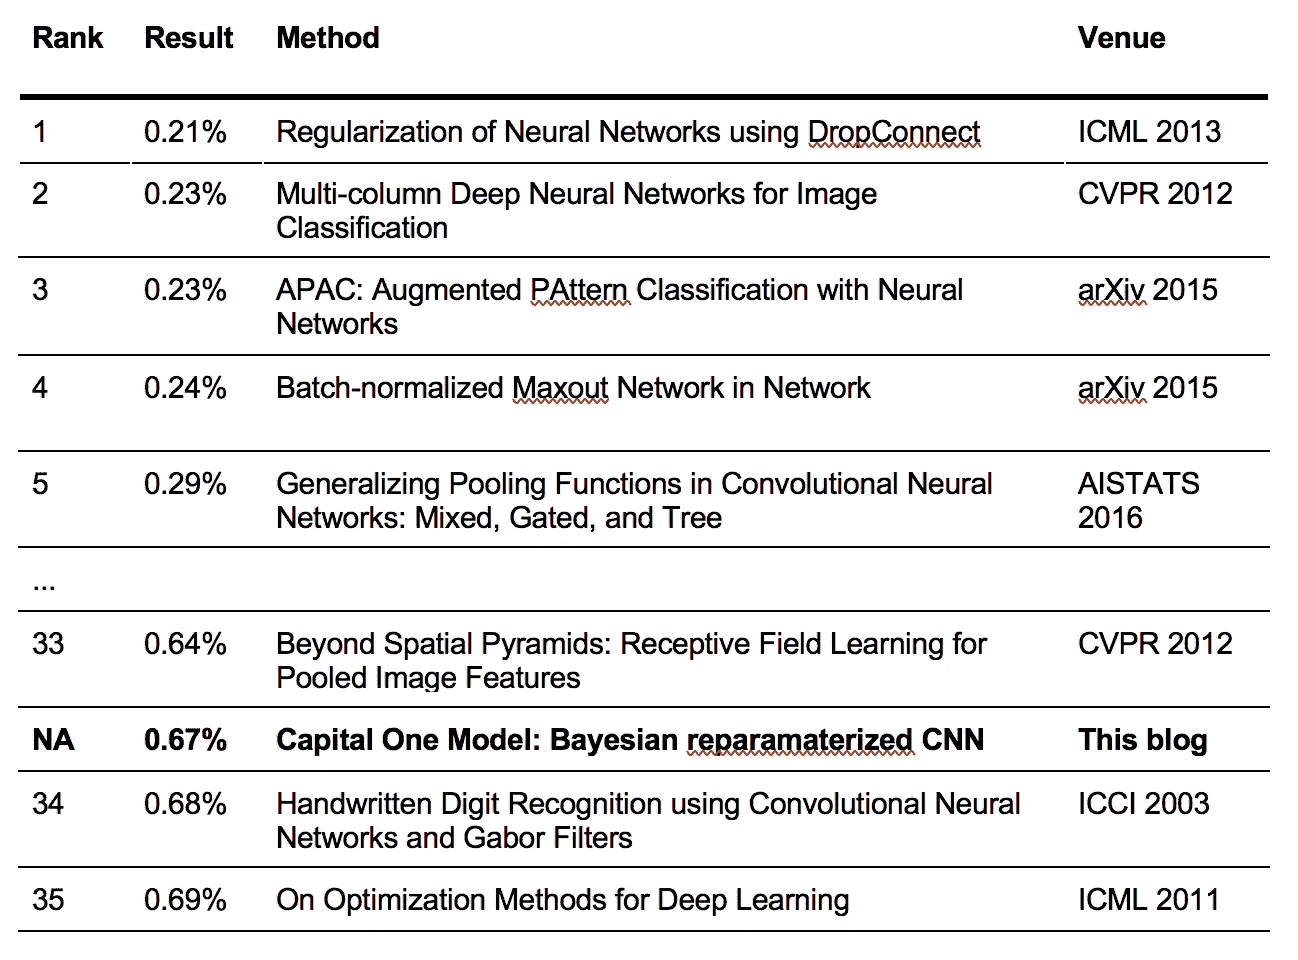 Rank Result Method Venue
1 0.21% Regularization of Neural Networks using DropConnect ICML 2013
2 0.23% Multi-column Deep Neural Networks for Image CVPR 2012
Classification
3 0.23% APAC: Augmented PAttern Classification with Neural arXiv 2015
Networks
4 0.24% Batch-normalized Maxout Network in Network arXiv 2015
5 0.29% Generalizing Pooling Functions in Convolutional Neural AISTATS
Networks: Mixed, Gated, and Tree 2016
...
33 0.64% Beyond Spatial Pyramids: Receptive Field Learning for CVPR 2012
Pooled Image Features
NA 0.67% Capital One Model: Bayesian reparamaterized CNN This blog
34 0.68% Handwritten Digit Recognition using Convolutional Neural ICCI 2003
Networks and Gabor Filters
35 0.69% On Optimization Methods for Deep Learning ICML 2011